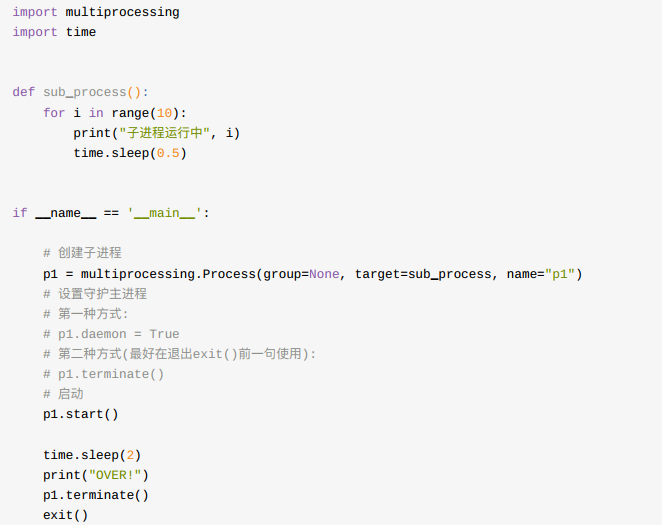 import multiprocessing
import time
def sub_process():
    for i in range(10):
        print("子进程运行中", i)
        time.sleep(0.5)
if __name__ == '__main__':
    # 创建子进程
    p1 = multiprocessing.Process(group=None, target=sub_process, name="p1")
    # 设置守护主进程
    # 第一种方式:
    # p1.daemon = True
    # 第二种方式(最好在退出exit()前一句使用):
    # p1.terminate()
    # 启动
    p1.start()
    time.sleep(2)
    print("OVER!")
    p1.terminate()
    exit()